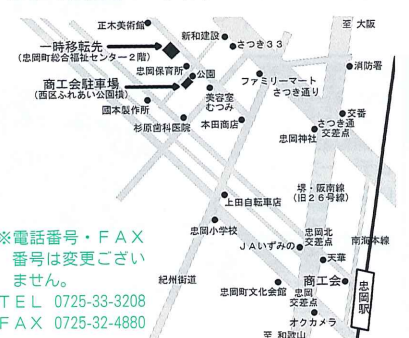 正木美術館
至 大阪
新和建設
さつき33
一時移転先
(忠岡町総合福祉センター2階)
消防署
忠岡保育所
公園
ファミリーマート
さつき通り
商工会駐車場
(西区ふれあい公園横)
美容室
むつみ
國本製作所
本田商店
交番
さつき通
交差点
杉原歯科医院
忠岡神社
上田自転車店
堺・阪南線
(旧26号線)
忠岡小学校
忠岡北
交差点
南海本線
JAいずみの
天華
※電話番号・FAX
番号は変更ござい
ません。
TEL 0725-33-3208
FAX 0725-32-4880
紀州街道
商工会
忠岡町文化会館
忠岡
交差点
忠岡駅
オクカメラ
至 和歌山